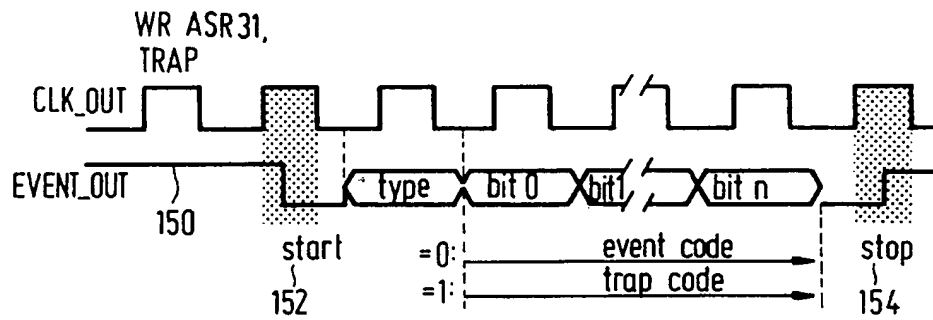 WR ASR31,
TRAP
CLK_OUT
EVENT_OUT
type bit 0 bit1 bit n
150
start =0: event code stop
152 =1: trap code 154